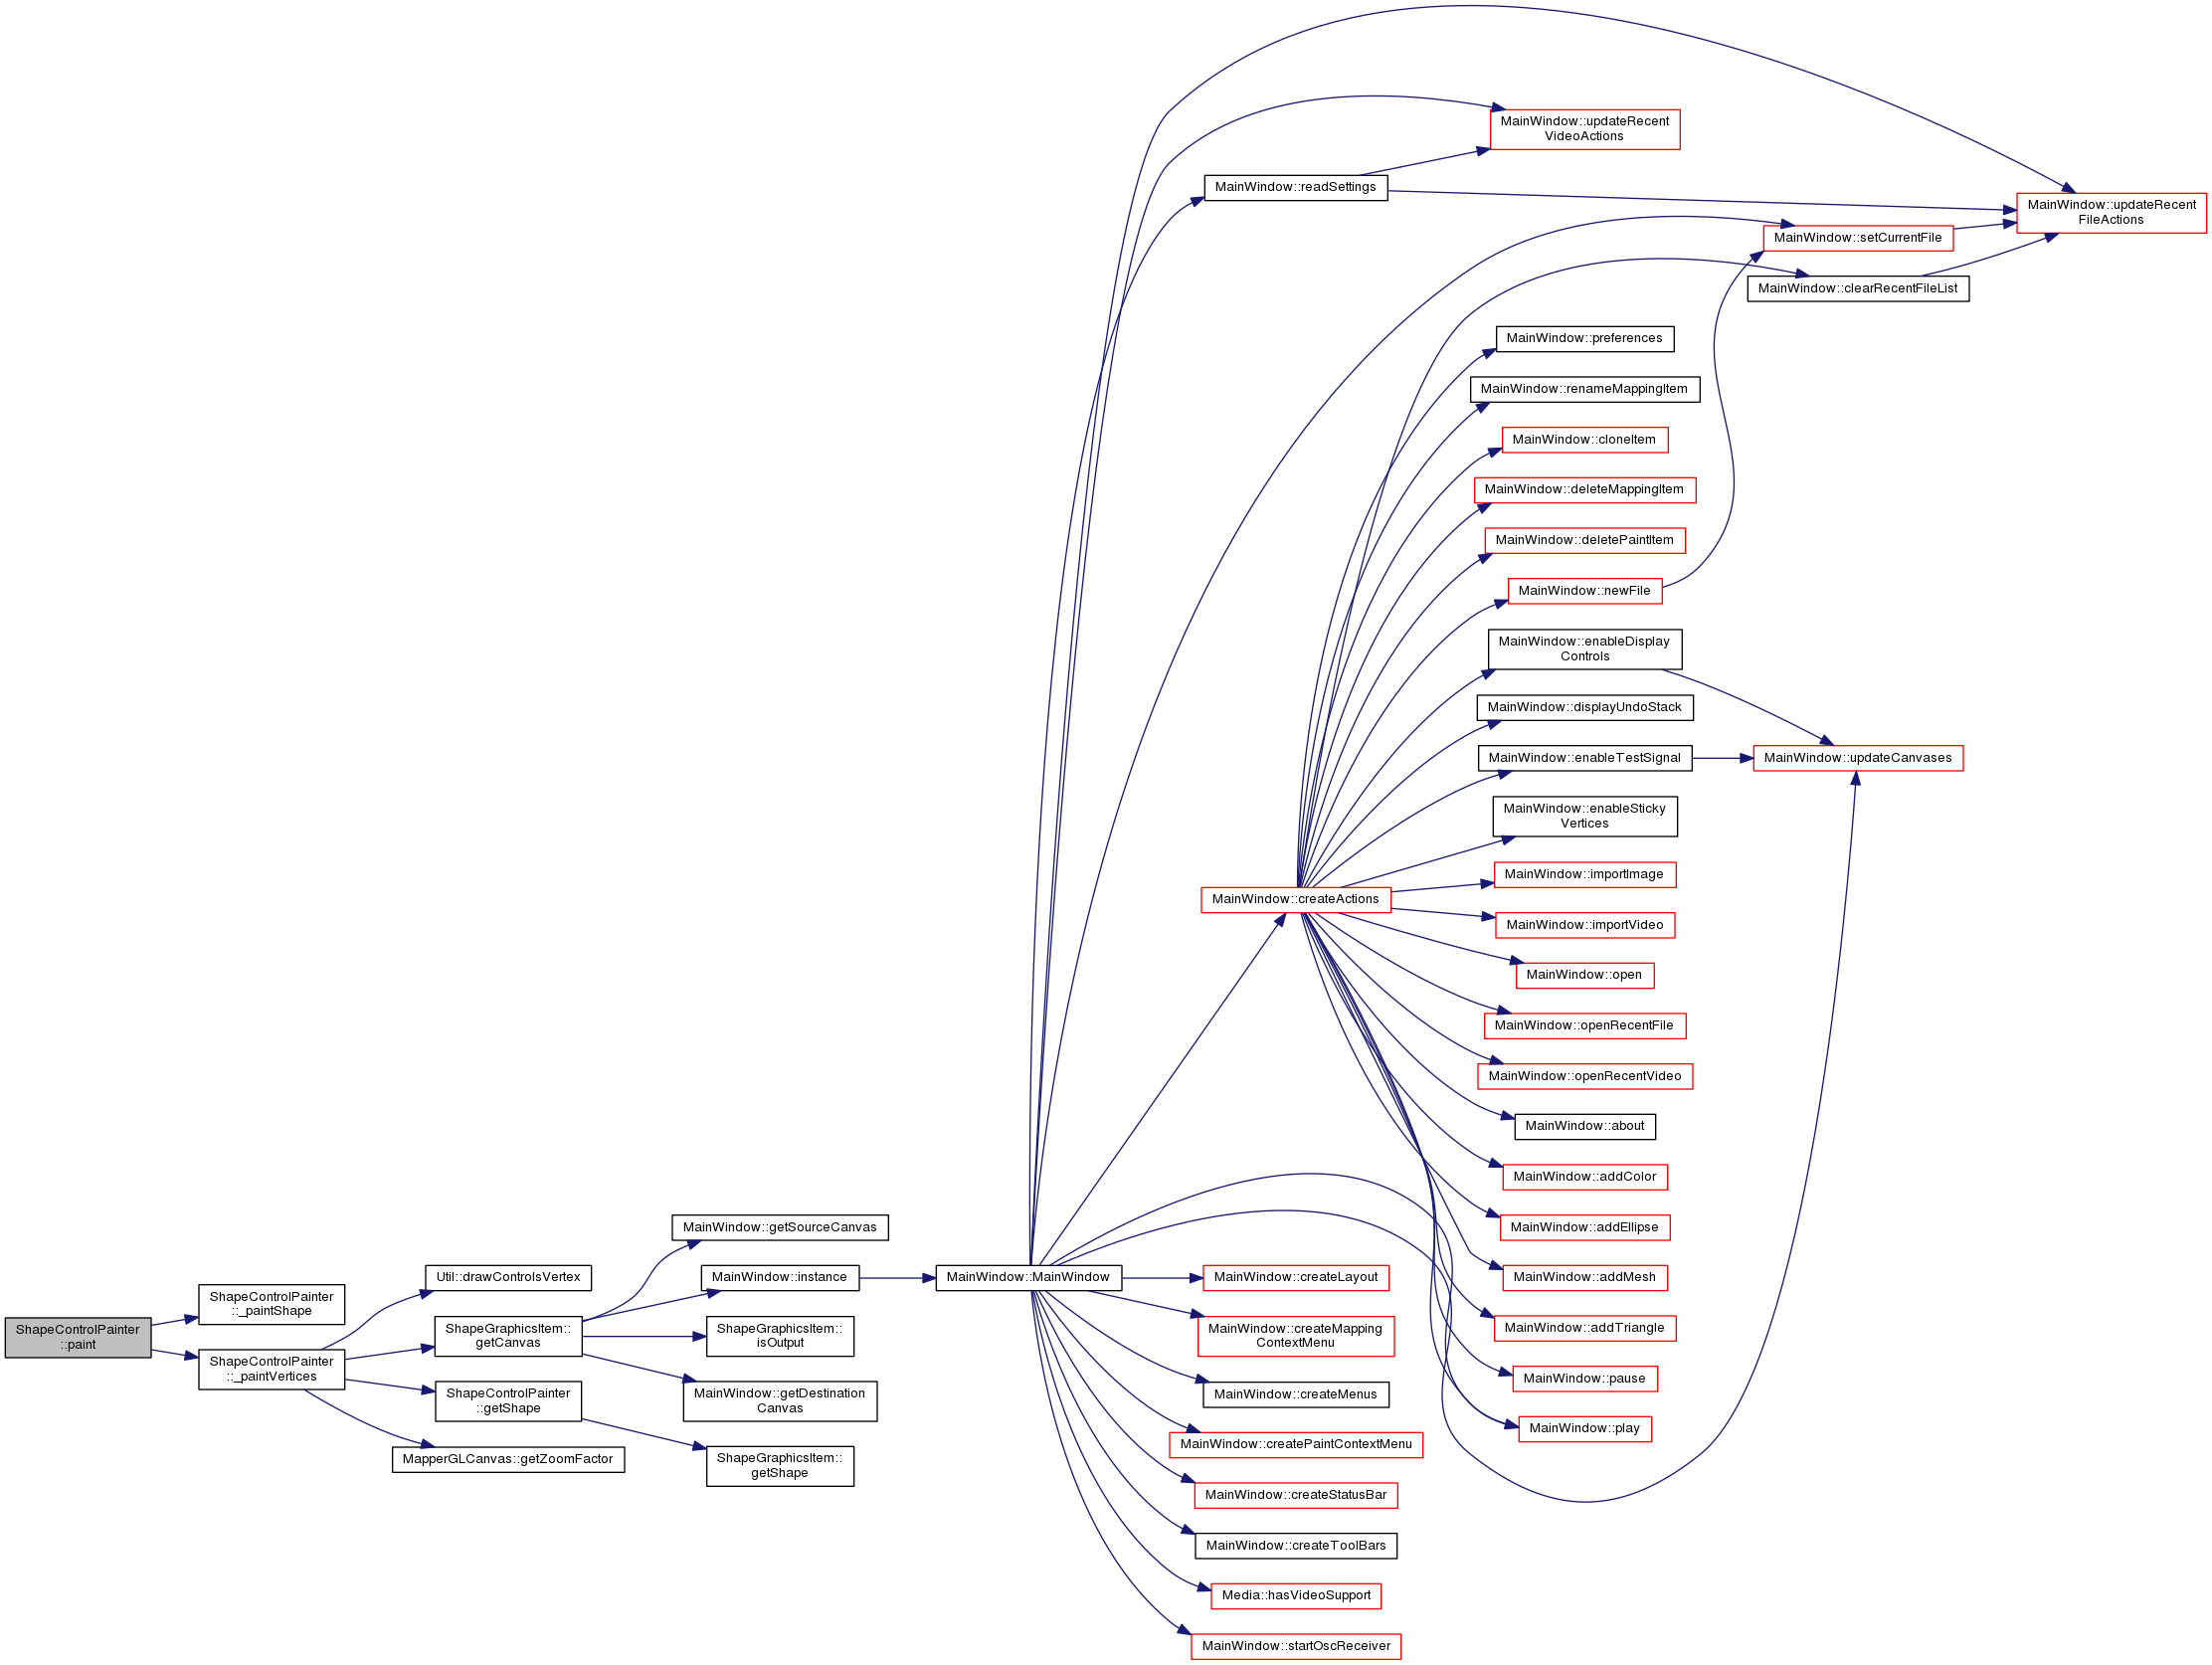 ShapeControlPainter
::paint
ShapeControlPainter
::_paintShape
ShapeControlPainter
::_paintVertices
Util::drawControlsVertex
ShapeGraphicsItem::
getCanvas
ShapeControlPainter
::getShape
MapperGLCanvas::getZoomFactor
MainWindow::getSourceCanvas
MainWindow::instance
ShapeGraphicsItem::
isOutput
MainWindow::getDestination
Canvas
ShapeGraphicsItem::
getShape
MainWindow::MainWindow
MainWindow::readSettings
MainWindow::createActions
MainWindow::createLayout
MainWindow::createMapping
ContextMenu
MainWindow::createMenus
MainWindow::createPaintContextMenu
MainWindow::createStatusBar
MainWindow::createToolBars
Media::hasVideoSupport
MainWindow::startOscReceiver
MainWindow::updateRecent
VideoActions
MainWindow::preferences
MainWindow::renameMappingItem
MainWindow::cloneItem
MainWindow::deleteMappingItem
MainWindow::deletePaintItem
MainWindow::newFile
MainWindow::enableDisplay
Controls
MainWindow::displayUndoStack
MainWindow::enableTestSignal
MainWindow::enableSticky
Vertices
MainWindow::importImage
MainWindow::importVideo
MainWindow::open
MainWindow::openRecentFile
MainWindow::openRecentVideo
MainWindow::about
MainWindow::addColor
MainWindow::addEllipse
MainWindow::addMesh
MainWindow::addTriangle
MainWindow::pause
MainWindow::play
MainWindow::setCurrentFile
MainWindow::clearRecentFileList
MainWindow::updateCanvases
MainWindow::updateRecent
FileActions